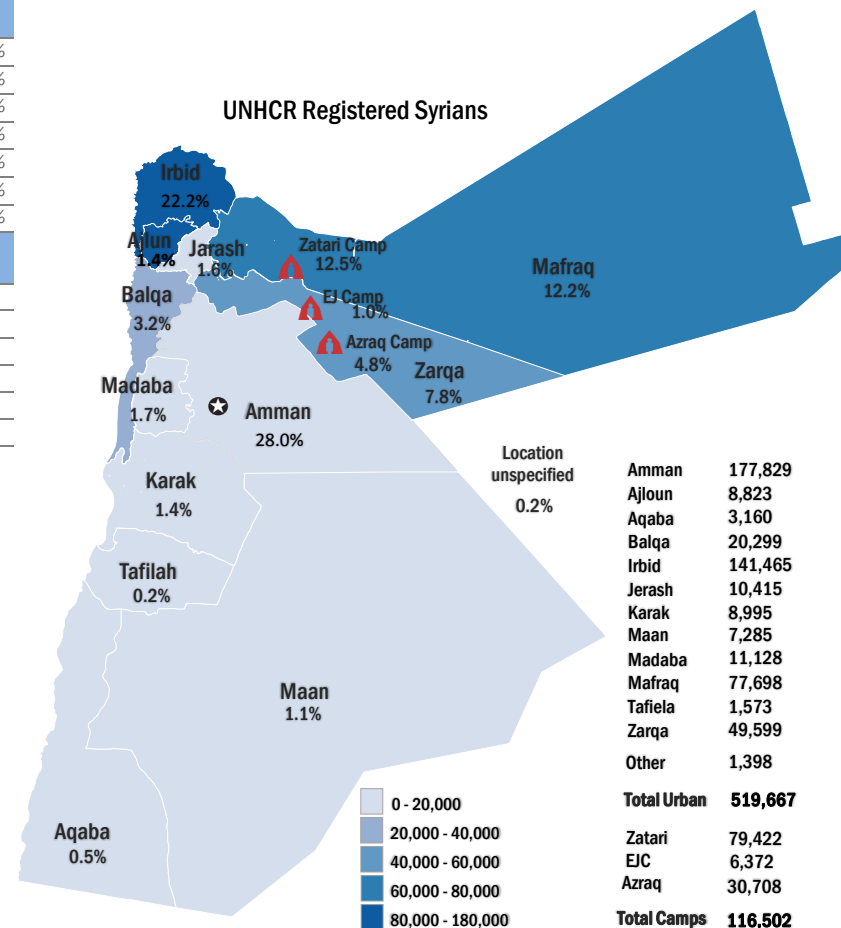 %
%
%
%
%
%
%
UNHCR Registered Syrians
Irbid
22.2%
Ajlun
1.4%
Jarash
1.6%
Zatari Camp
12.5%
Mafraq
12.2%
Balqa
3.2%
EJ Camp
1.0%
Azraq Camp
4.8%
Zarqa
7.8%
Madaba
1.7%
Amman
28.0%
Location
unspecified
0.2%
Karak
1.4%
Tafilah
0.2%
Maan
1.1%
Aqaba
0.5%
0 - 20,000
20,000 - 40,000
40,000 - 60,000
60,000 - 80,000
80,000 - 180,000
Amman 177,829
Ajloun 8,823
Aqaba 3,160
Balqa 20,299
Irbid 141,465
Jerash 10,415
Karak 8,995
Maan 7,285
Madaba 11,128
Mafraq 77,698
Tafiela 1,573
Zarqa 49,599
Other 1,398
Total Urban 519,667
Zatari 79,422
EJC 6,372
Azraq 30,708
Total Camps 116,502